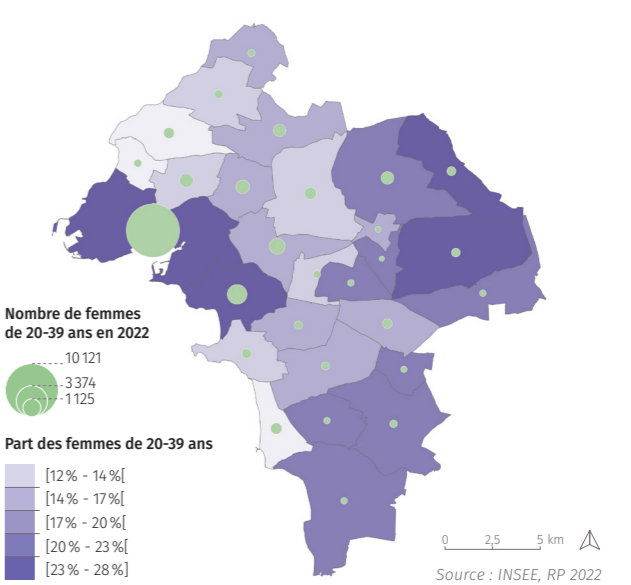 Nombre de femmes
de 20-39 ans en 2022
10 121
3 374
1 125
Part des femmes de 20-39 ans
[12 % - 14 %[
[14 % - 17 %[
[17 % - 20 %[
[20 % - 23 %[
[23 % - 28 %]
0 2,5 5 km
Source : INSEE, RP 2022